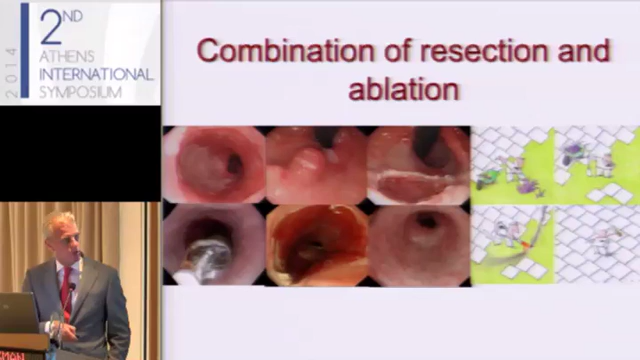 2014
2ND
ATHENS
INTERNATIONAL
SYMPOSIUM
Combination of resection and
ablation